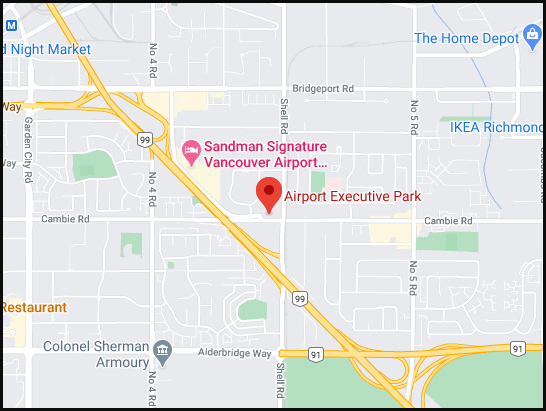 M
d Night Market
The Home Depot
No 4 Rd
Bridgeport Rd
Way
Shell Rd
No 5 Rd
Garden City Rd
99
IKEA Richmond
Sandman Signature
Vancouver Airport...
Way
No 4 Rd
Airport Executive Park
Cambie Rd
Cambie Rd
No 5 Rd
99
Restaurant
Colonel Sherman
Armoury
Alderbridge Way
91
91
No 4 Rd
Shell Rd